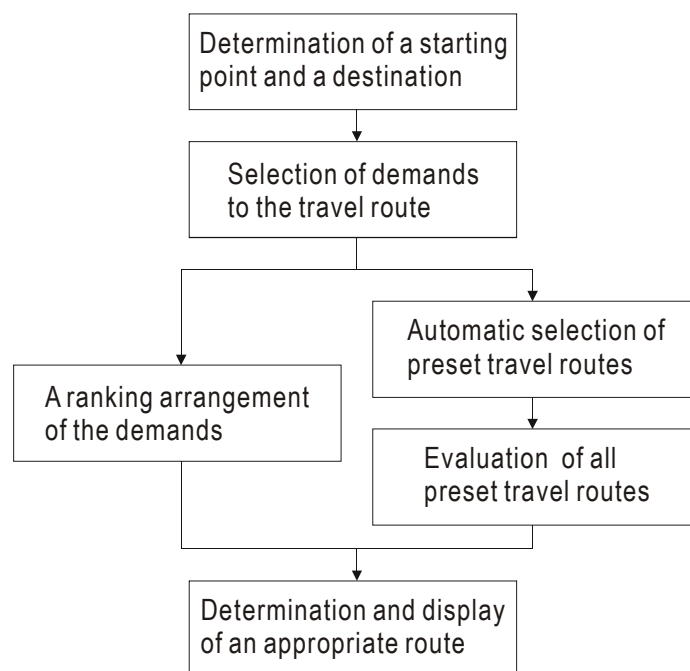 Determination of a starting
point and a destination
Selection of demands
to the travel route
Automatic selection of
preset travel routes
A ranking arrangement
of the demands
Evaluation of all
preset travel routes
Determination and display
of an appropriate route